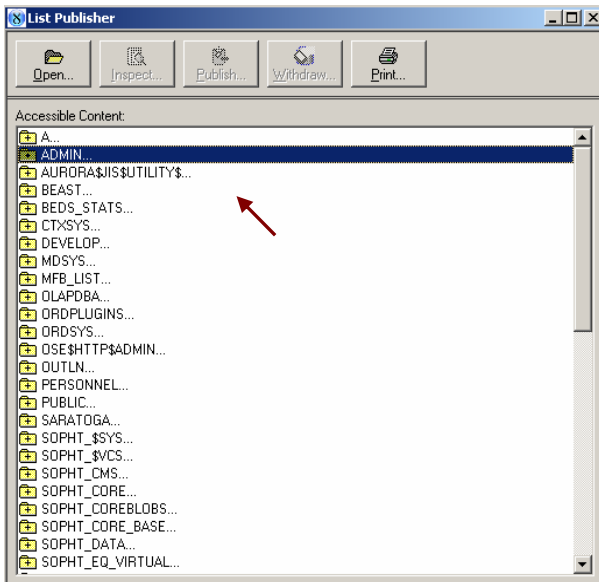 List Publisher
Open... Inspect... Publish... Withdraw... Print...
Accessible Content:
A...
ADMIN...
AURORA$JIS$UTILITY$...
BEAST...
BEDS_STATS...
CTXSYS...
DEVELOP...
MDSYS...
MFB_LIST...
OLAPDBA...
ORDPLUGINS...
ORDSYS...
OSE$HTTP$ADMIN...
OUTLN...
PERSONNEL...
PUBLIC...
SARATOGA...
SOPHT_$SYS...
SOPHT_$VCS...
SOPHT_CMS...
SOPHT_CORE...
SOPHT_COREBLOBS...
SOPHT_CORE_BASE...
SOPHT_DATA...
SOPHT_EQ_VIRTUAL...